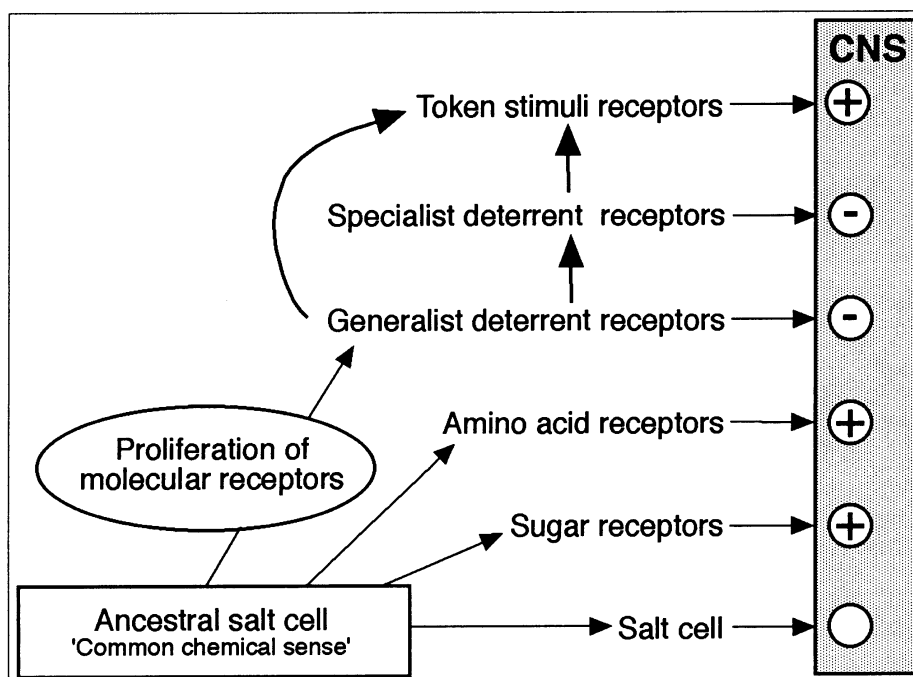 CNS
Token stimuli receptors
+
Specialist deterrent receptors
-
Generalist deterrent receptors
-
Amino acid receptors
+
Proliferation of
molecular receptors
Sugar receptors
+
Ancestral salt cell
'Common chemical sense'
Salt cell